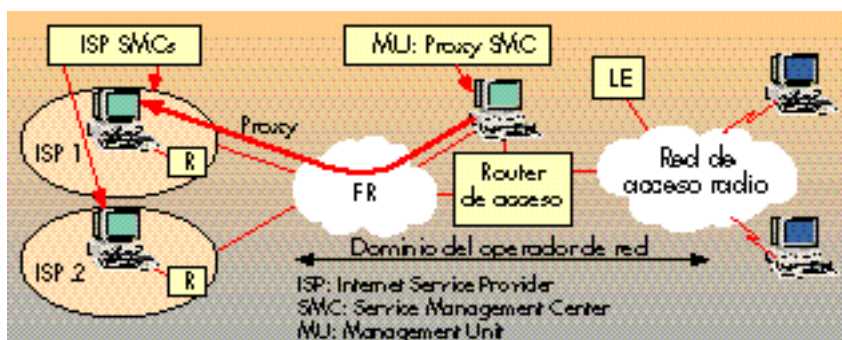 ISP SMCs
MU: Proxy SMC
LE
Proxy
ISP 1
R
FR
Router
de acceso
Red de
acceso radio
ISP 2
R
Dominio del operador de red
ISP: Internet Service Provider
SMC: Service Management Center
MU: Management Unit